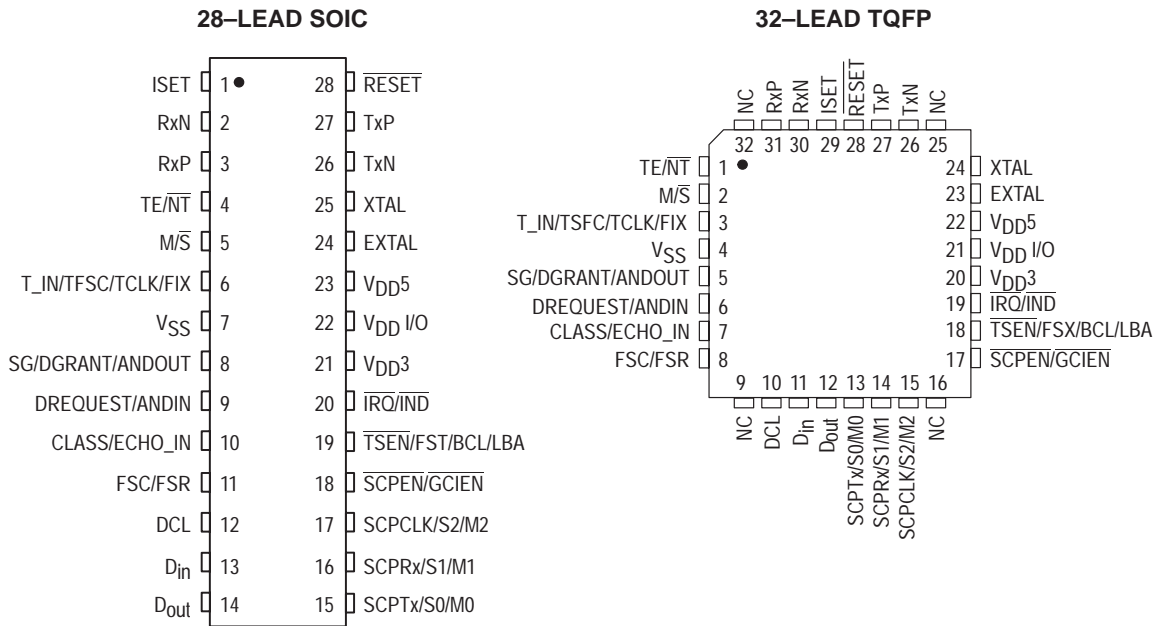 28–LEAD SOIC
ISET 1 28 RESET
RxN 2 27 TxP
RxP 3 26 TxN
TE/NT 4 25 XTAL
M/S 5 24 EXTAL
T_IN/TFSC/TCLK/FIX 6 23 VDD5
VSS 7 22 VDD I/O
SG/DGRANT/ANDOUT 8 21 VDD3
DREQUEST/ANDIN 9 20 IRQ/IND
CLASS/ECHO_IN 10 19 TSEN/FST/BCL/LBA
FSC/FSR 11 18 SCPEN/GCIEN
DCL 12 17 SCPCLK/S2/M2
Din 13 16 SCPRx/S1/M1
Dout 14 15 SCPTx/S0/M0
32–LEAD TQFP
NC RxP RxN ISET RESET TxP TxN NC
32 31 30 29 28 27 26 25
TE/NT 1 24 XTAL
M/S 2 23 EXTAL
T_IN/TSFC/TCLK/FIX 3 22 VDD5
VSS 4 21 VDD I/O
SG/DGRANT/ANDOUT 5 20 VDD3
DREQUEST/ANDIN 6 19 IRQ/IND
CLASS/ECHO_IN 7 18 TSEN/FSX/BCL/LBA
FSC/FSR 8 17 SCPEN/GCIEN
9 10 11 12 13 14 15 16
NC DCL Din Dout SCPTx/S0/M0 SCPRx/S1/M1 SCPCLK/S2/M2 NC